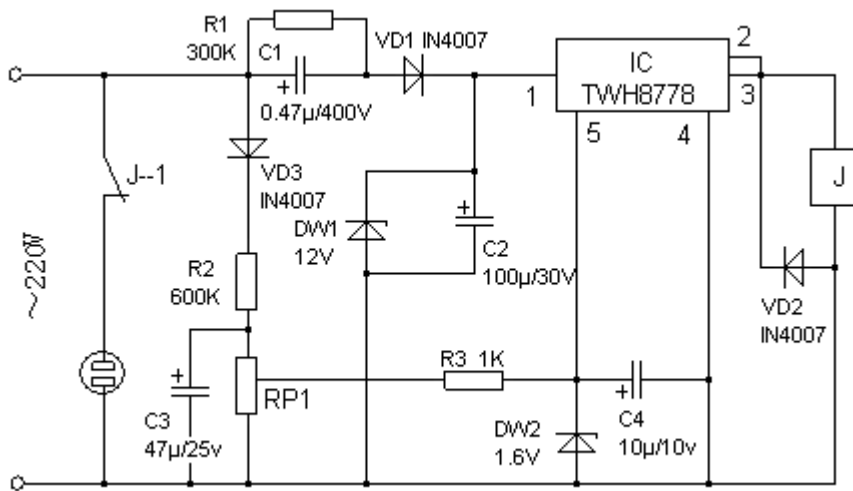 R1
300K
C1
0.47μ/400V
VD1 IN4007
IC
TWH8778
1
2
3
5
4
J--1
VD3
IN4007
DW1
12V
C2
100μ/30V
J
~220W
R2
600K
VD2
IN4007
R3 1K
RP1
C3
47μ/25v
DW2
1.6V
C4
10μ/10v